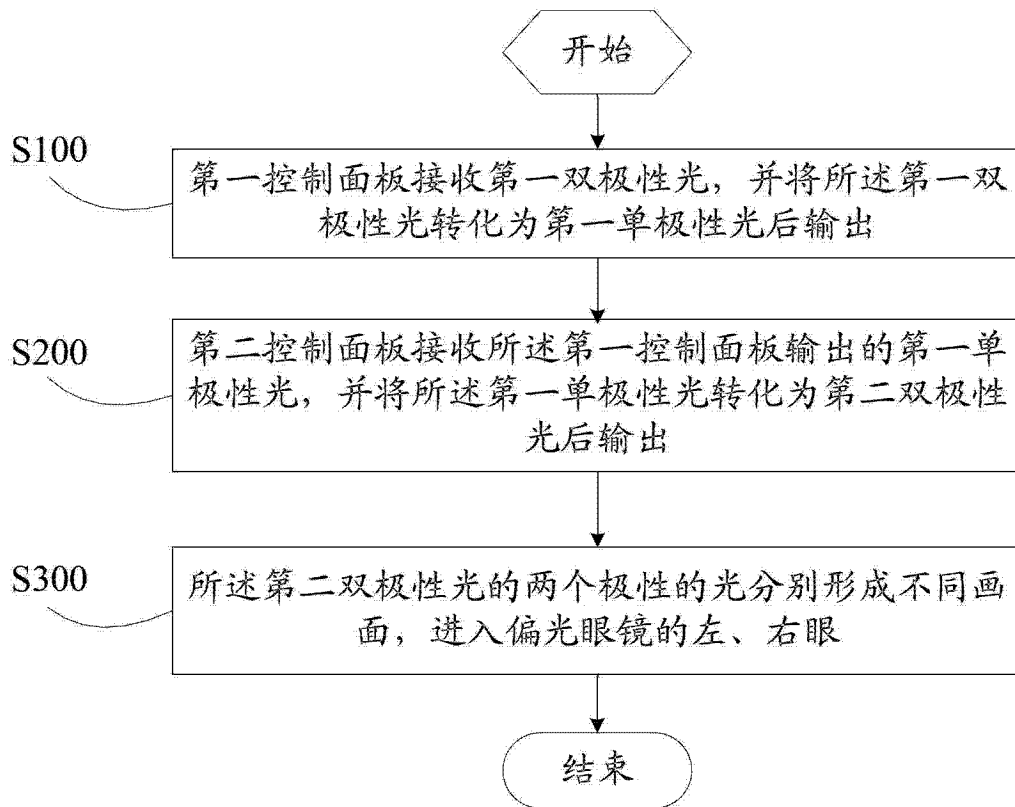 开始
S100
第一控制面板接收第一双极性光，并将所述第一双
极性光转化为第一单极性光后输出
S200
第二控制面板接收所述第一控制面板输出的第一单
极性光，并将所述第一单极性光转化为第二双极性
光后输出
S300
所述第二双极性光的两个极性的光分别形成不同画
面，进入偏光眼镜的左、右眼
结束